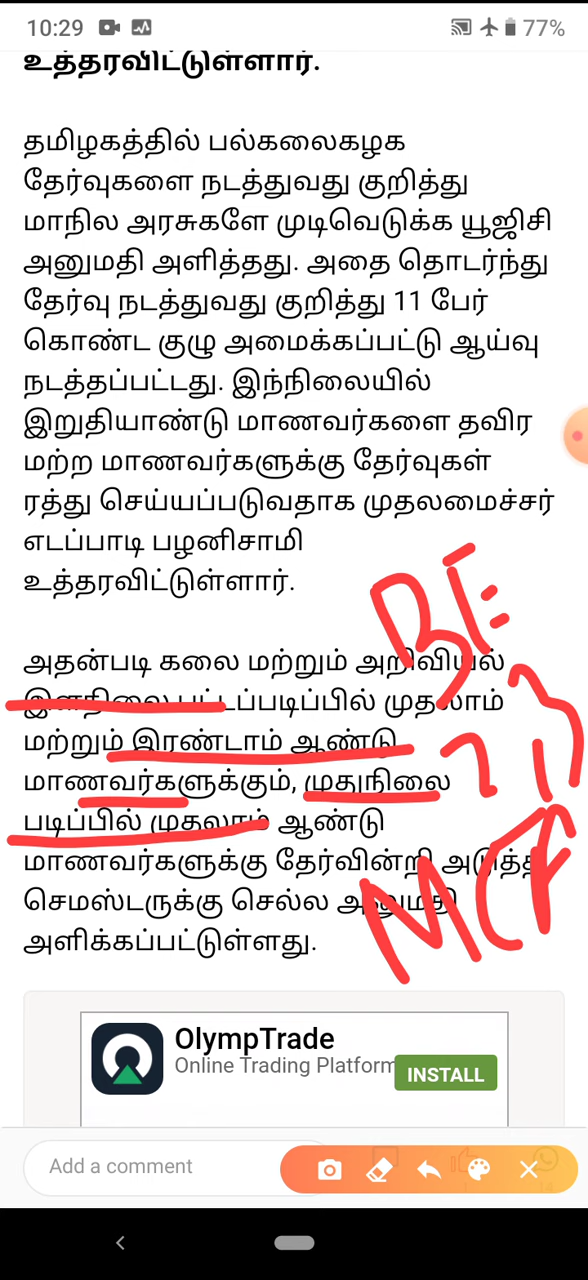 10:29
77%
உத்தரவிட்டுள்ளார்.
தமிழகத்தில் பல்கலைகழக
தேர்வுகளை நடத்துவது குறித்து
மாநில அரசுகளே முடிவெடுக்க யூஜிசி
அனுமதி அளித்தது. அதை தொடர்ந்து
தேர்வு நடத்துவது குறித்து 11 பேர்
கொண்ட குழு அமைக்கப்பட்டு ஆய்வு
நடத்தப்பட்டது. இந்நிலையில்
இறுதியாண்டு மாணவர்களை தவிர
மற்ற மாணவர்களுக்கு தேர்வுகள்
ரத்து செய்யப்படுவதாக முதலமைச்சர்
எடப்பாடி பழனிசாமி
உத்தரவிட்டுள்ளார்.
BE
அதன்படி கலை மற்றும் அறிவியல்
இளநிலை பட்டப்படிப்பில் முதலாம்
மற்றும் இரண்டாம் ஆண்டு
மாணவர்களுக்கும், முதுநிலை
படிப்பில் முதலாம் ஆண்டு
மாணவர்களுக்கு தேர்வின்றி அடுத்த
செமஸ்டருக்கு செல்ல அனுமதி
அளிக்கப்பட்டுள்ளது.
MCA
OlympTrade
Online Trading Platform
INSTALL
Add a comment